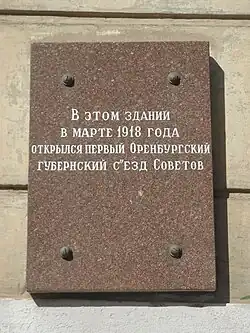 В ЭТОМ ЗДАНИИ
В МАРТЕ 1918 ГОДА
ОТКРЫЛСЯ ПЕРВЫЙ ОРЕНБУРГСКИЙ
ГУБЕРНСКИЙ С"ЕЗД СОВЕТОВ